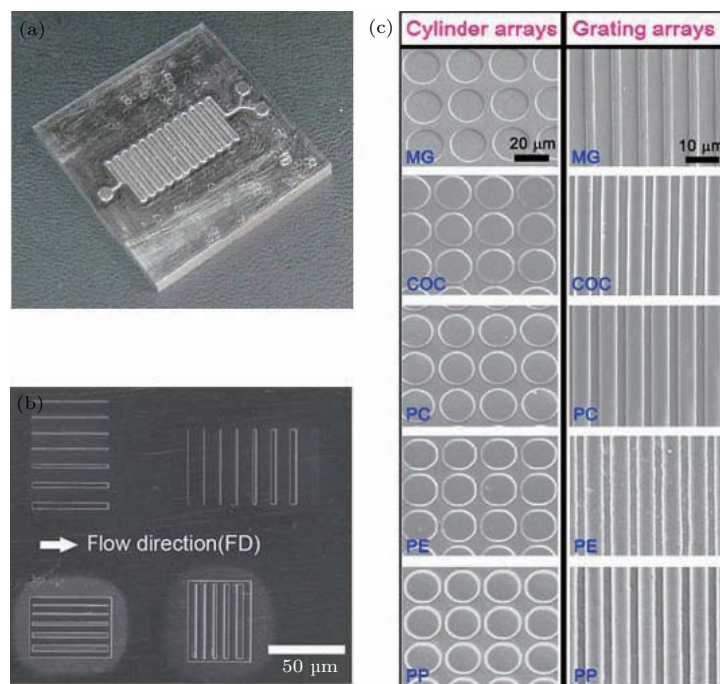 (a)
(b)
Flow direction(FD)
50 µm
(c)
Cylinder arrays Grating arrays
20 µm 10 µm
MG MG
COC COC
PC PC
PE PE
PP PP